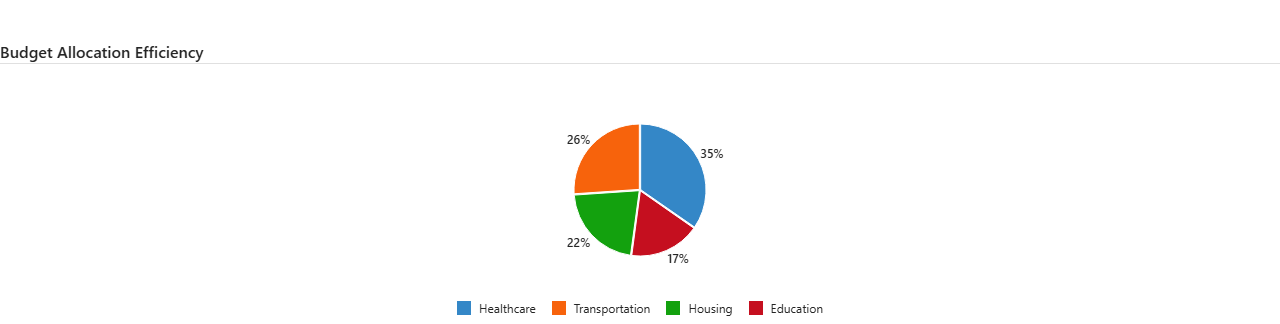 Budget Allocation Efficiency
26%
35%
22%
17%
Healthcare Transportation Housing Education